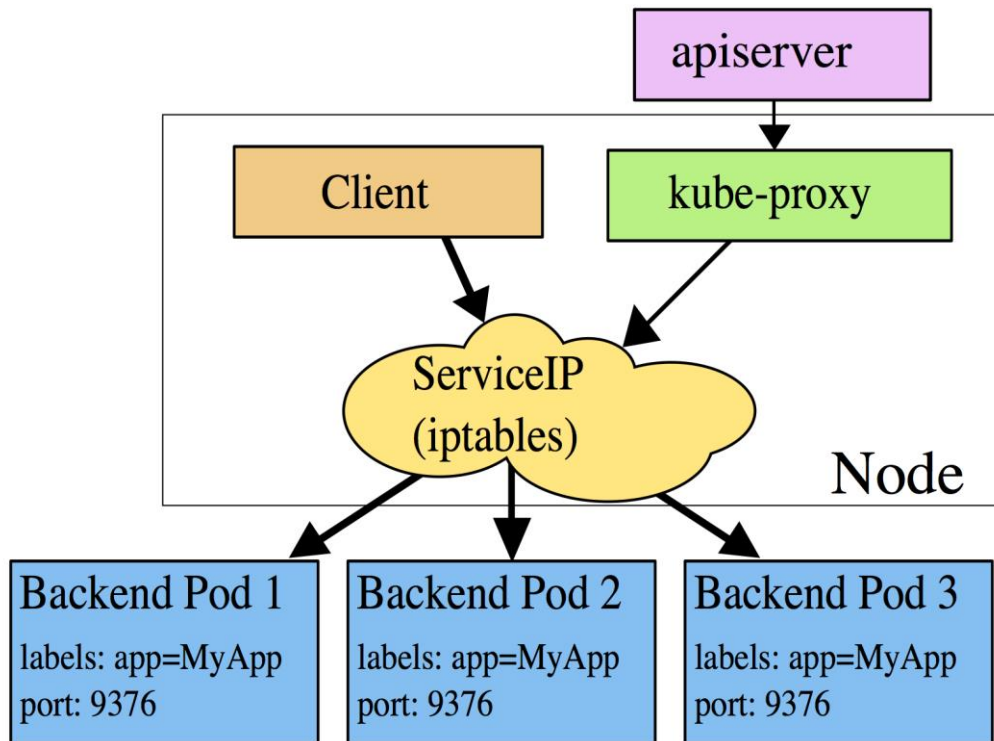 apiserver
Client
kube-proxy
ServiceIP
(iptables)
Node
Backend Pod 1
labels: app=MyApp
port: 9376
Backend Pod 2
labels: app=MyApp
port: 9376
Backend Pod 3
labels: app=MyApp
port: 9376